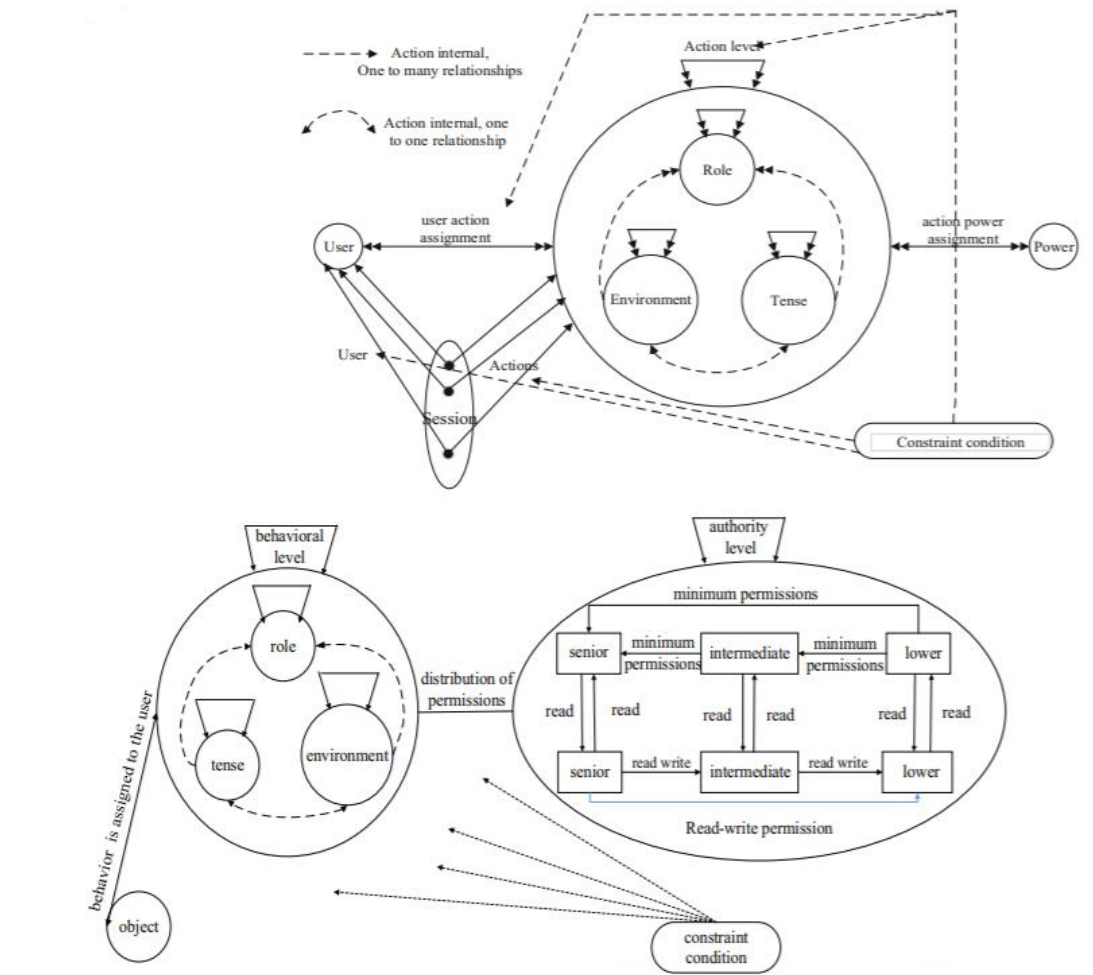 Action level
Action internal,
One to many relationships
Action internal, one
to one relationship
Role
user action
assignment
action power
assignment
User
Power
Environment
Tense
User
Actions
Session
Constraint condition
behavioral
level
authority
level
minimum permissions
role
senior
minimum
permissions
intermediate
minimum
permissions
lower
distribution of
permissions
read
read
read
read
read
read
behavior is assigned to the user
tense
environment
senior
read write
intermediate
read write
lower
Read-write permission
object
constraint
condition